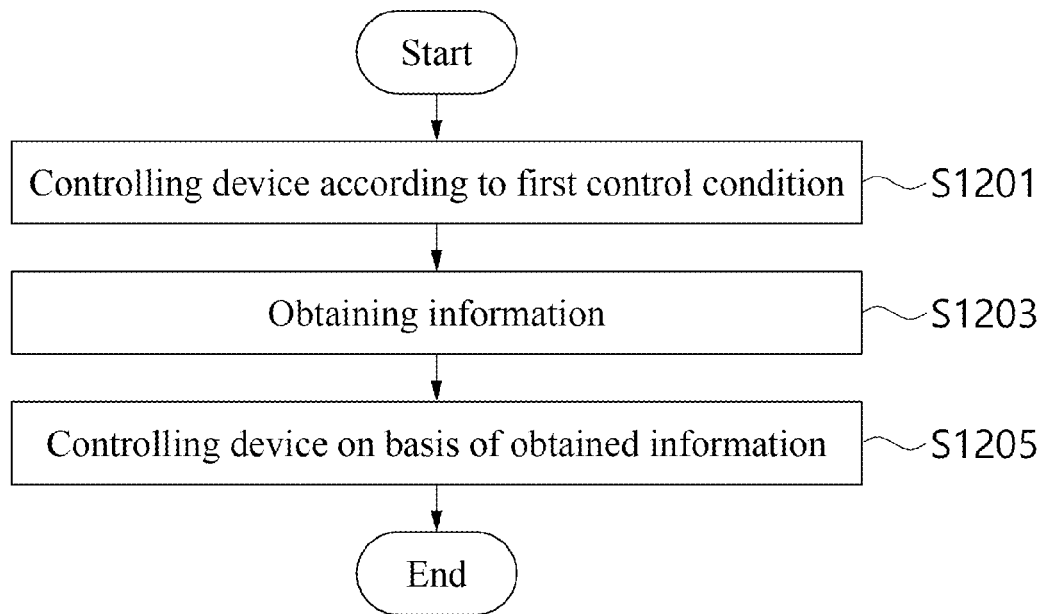 Start
Controlling device according to first control condition
S1201
Obtaining information
S1203
Controlling device on basis of obtained information
S1205
End